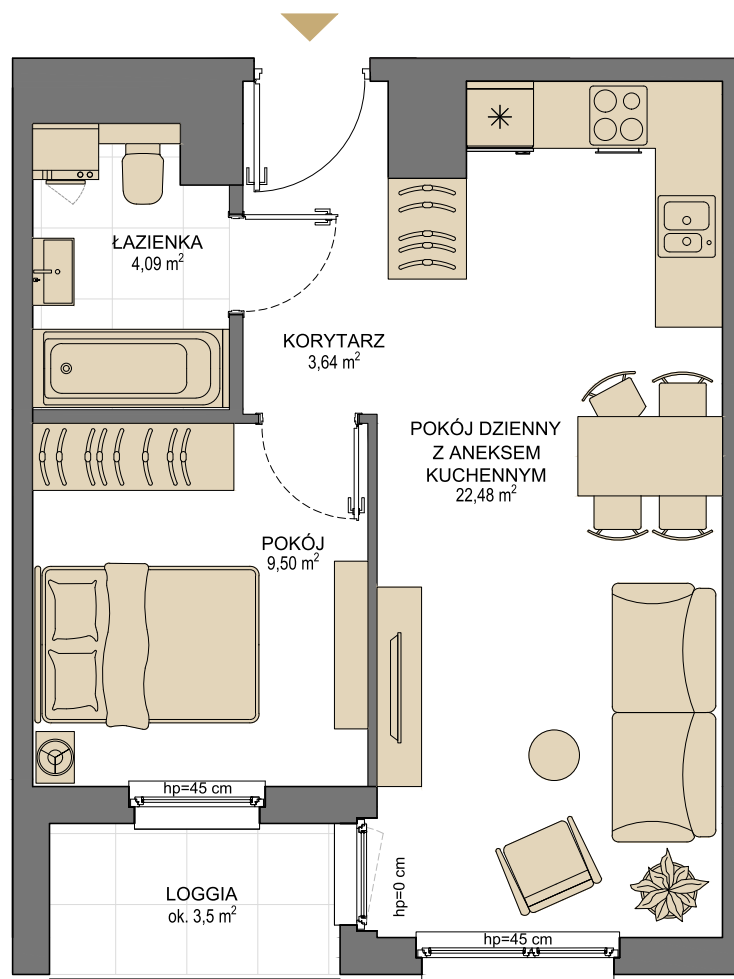 ŁAZIENKA
4,09 m²
KORYTARZ
3,64 m²
POKÓJ DZIENNY
Z ANEKSEM
KUCHENNYM
22,48 m²
POKÓJ
9,50 m²
hp=45 cm
LOGGIA
ok. 3,5 m²
hp=0 cm
hp=45 cm